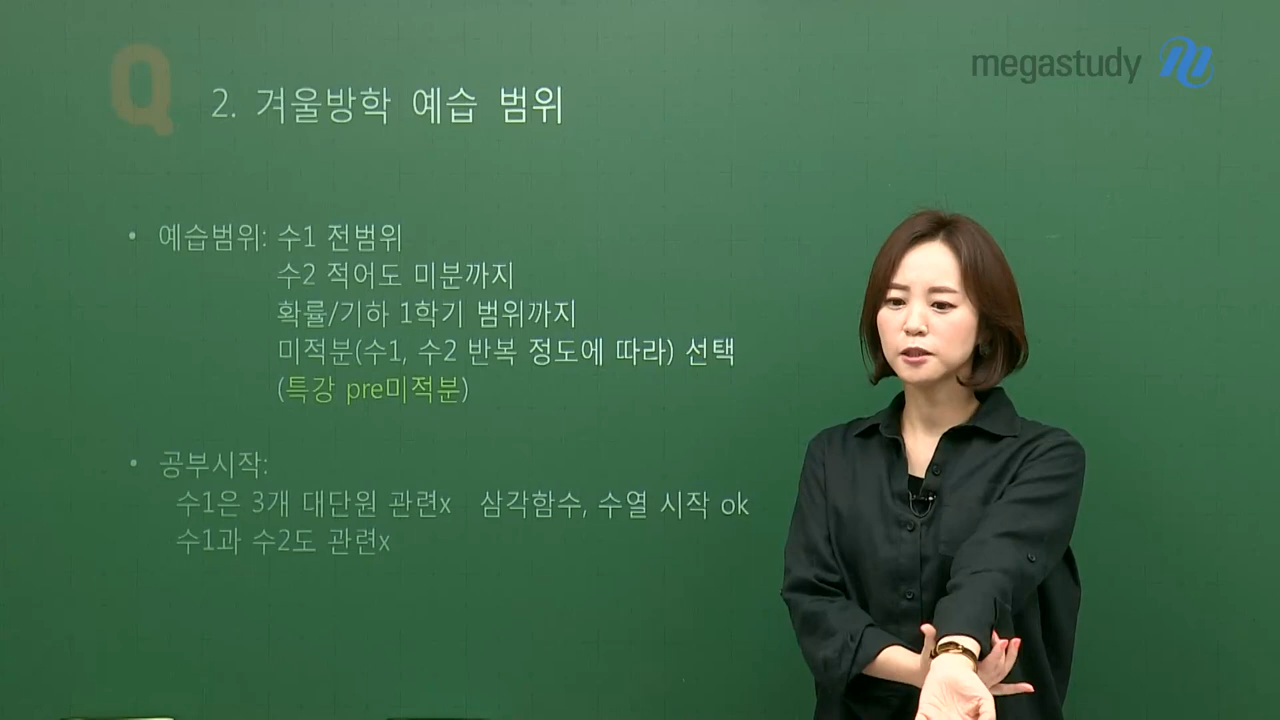 megastudy
Q
2. 겨울방학 예습 범위
• 예습범위: 수1 전범위
수2 적어도 미분까지
확률/기하 1학기 범위까지
미적분(수1, 수2 반복 정도에 따라) 선택
(특강 pre미적분)
• 공부시작:
수1은 3개 대단원 관련x 삼각함수, 수열 시작 ok
수1과 수2도 관련x